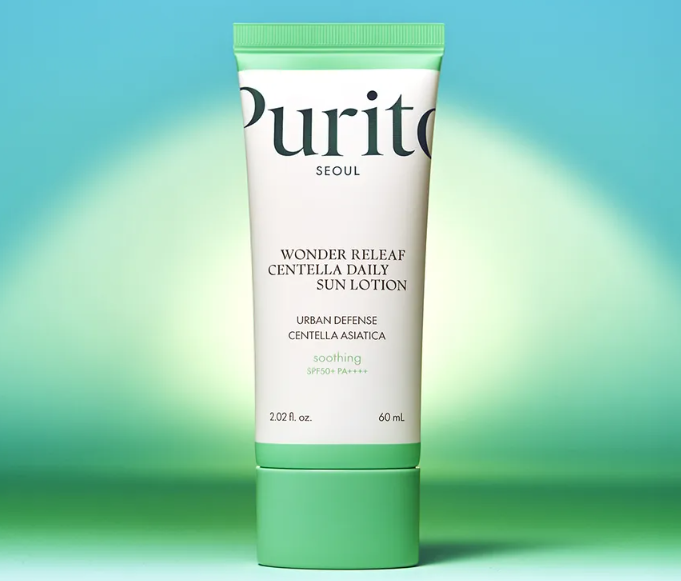 Purito
SEOUL
WONDER RELEAF
CENTELLA DAILY
SUN LOTION
URBAN DEFENSE
CENTELLA ASIATICA
soothing
SPF50+ PA++++
2.02 fl. oz. 60 mL